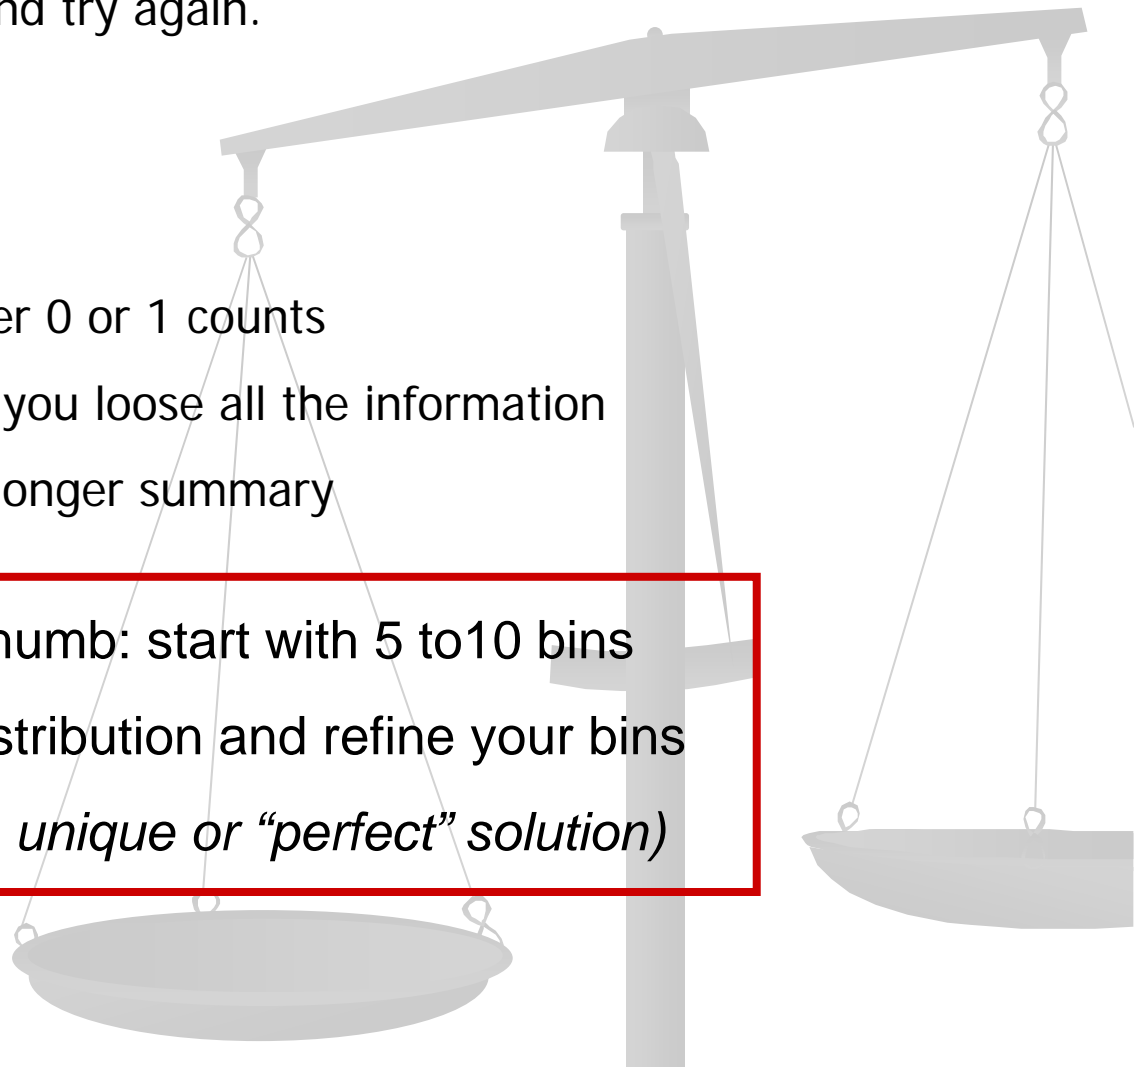 nd try again.
er 0 or 1 counts
you loose all the information
onger summary
humb: start with 5 to10 bins
stribution and refine your bins
unique or “perfect” solution)